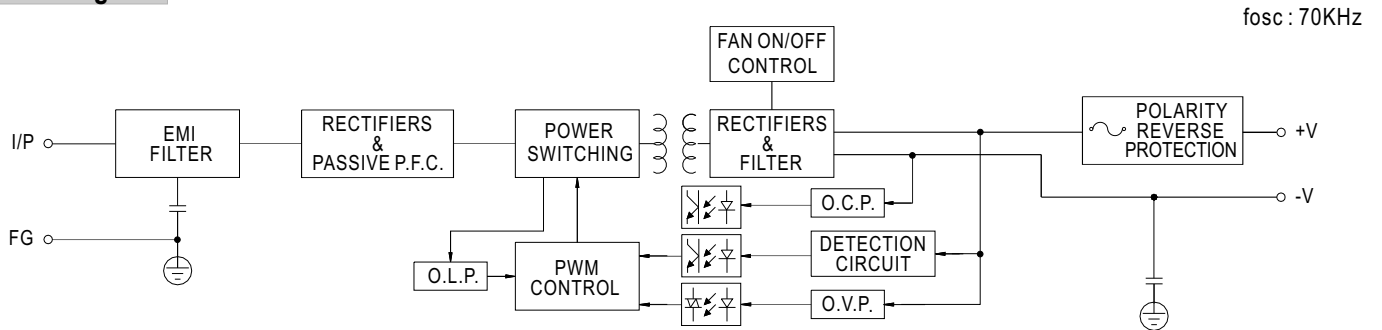 fosc : 70KHz
FAN ON/OFF
CONTROL
I/P
EMI
FILTER
RECTIFIERS
&
PASSIVE P.F.C.
POWER
SWITCHING
RECTIFIERS
&
FILTER
POLARITY
REVERSE
PROTECTION
+V
-V
FG
O.L.P.
PWM
CONTROL
O.C.P.
DETECTION
CIRCUIT
O.V.P.